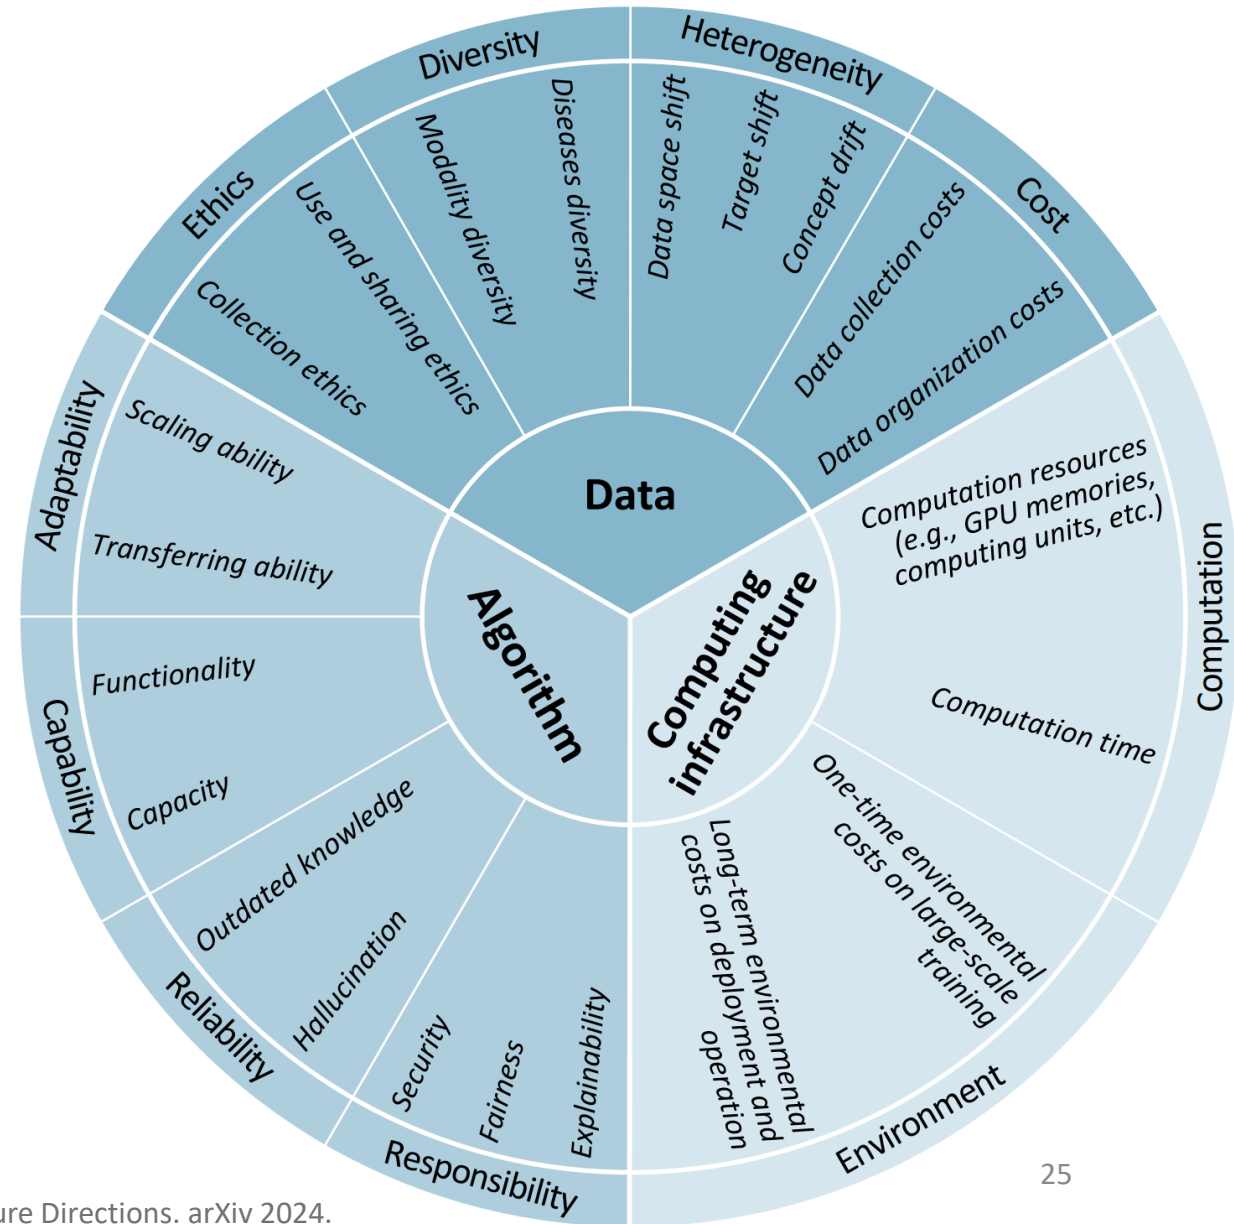 Diversity
Heterogeneity
Ethics
Cost
Modality diversity
Diseases diversity
Data space shift
Target shift
Concept drift
Use and sharing ethics
Collection ethics
Data collection costs
Data organization costs
Data
Adaptability
Scaling ability
Transferring ability
Capability
Functionality
Capacity
Algorithm
Reliability
Outdated knowledge
Hallucination
Responsibility
Security
Fairness
Explainability
Computing
infrastructure
Computation
Computation resources
(e.g., GPU memories,
computing units, etc.)
Computation time
Environment
One-time environmental
costs on large-scale
training
Long-term environmental
costs on deployment and
operation
25
ure Directions. arXiv 2024.